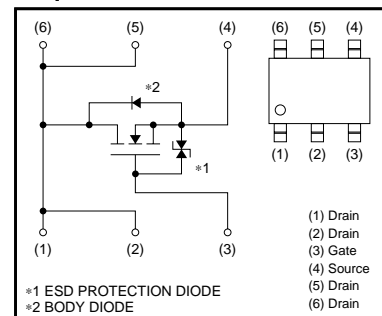 (6) (5) (4)
∗2
∗1
(1) (2) (3)
∗1 ESD PROTECTION DIODE
∗2 BODY DIODE
(6) (5) (4)
(1) (2) (3)
(1) Drain
(2) Drain
(3) Gate
(4) Source
(5) Drain
(6) Drain